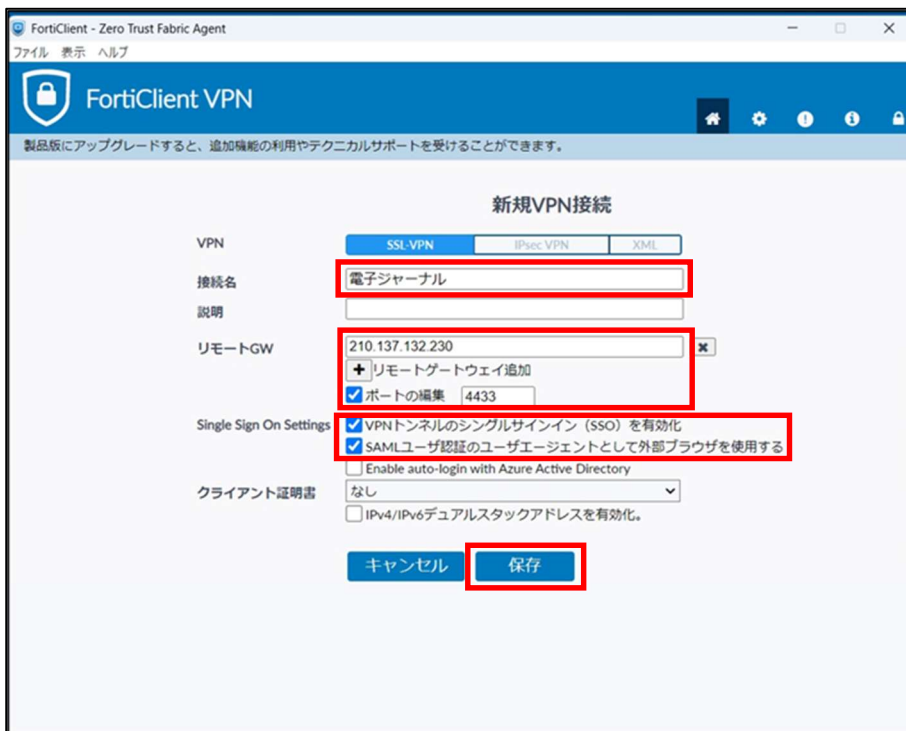 FortiClient - Zero Trust Fabric Agent
ファイル 表示 ヘルプ
FortiClient VPN
製品版にアップグレードすると、追加機能の利用やテクニカルサポートを受けることができます。
新規VPN接続
VPN SSL-VPN IPsec VPN XML
接続名 電子ジャーナル
説明
リモートGW 210.137.132.230
リモートゲートウェイ追加
ポートの編集 4433
Single Sign On Settings VPNトンネルのシングルサインイン（SSO）を有効化
SAMLユーザ認証のユーザエージェントとして外部ブラウザを使用する
Enable auto-login with Azure Active Directory
クライアント証明書 なし
IPv4/IPv6デュアルスタックアドレスを有効化。
キャンセル 保存